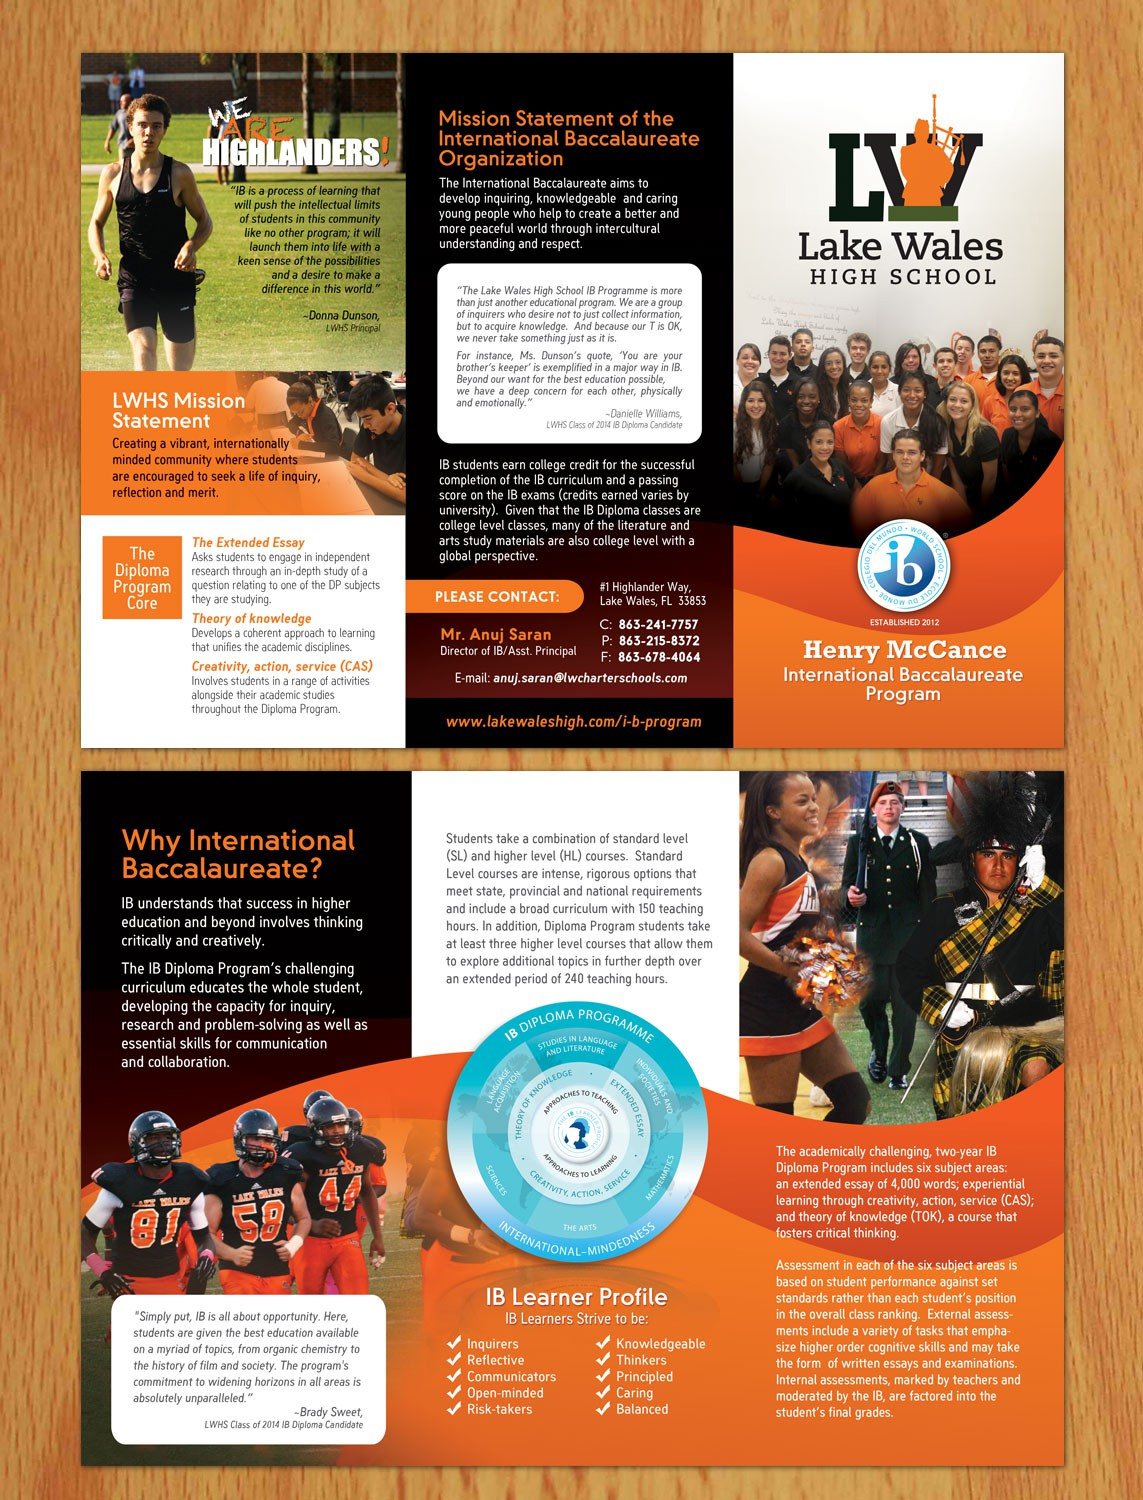 WE
ARE
HIGHLANDERS!
"IB is a process of learning that
will push the intellectual limits
of students in this community
like no other program; it will
launch them into life with a
keen sense of the possibilities
and a desire to make a
difference in this world."
~Donna Dunson,
LWHS Principal
LWHS Mission
Statement
Creating a vibrant, internationally
minded community where students
are encouraged to seek a life of inquiry,
reflection and merit.
The
Diploma
Program
Core
The Extended Essay
Asks students to engage in independent
research through an in-depth study of a
question relating to one of the DP subjects
they are studying.
Theory of knowledge
Develops a coherent approach to learning
that unifies the academic disciplines.
Creativity, action, service (CAS)
Involves students in a range of activities
alongside their academic studies
throughout the Diploma Program.
Mission Statement of the
International Baccalaureate
Organization
The International Baccalaureate aims to
develop inquiring, knowledgeable and caring
young people who help to create a better and
more peaceful world through intercultural
understanding and respect.
"The Lake Wales High School IB Programme is more
than just another educational program. We are a group
of inquirers who desire not to just collect information,
but to acquire knowledge. And because our T is OK,
we never take something just as it is.
For instance, Ms. Dunson's quote, 'You are your
brother's keeper' is exemplified in a major way in IB.
Beyond our want for the best education possible,
we have a deep concern for each other, physically
and emotionally."
~Danielle Williams,
LWHS Class of 2014 IB Diploma Candidate
IB students earn college credit for the successful
completion of the IB curriculum and a passing
score on the IB exams (credits earned varies by
university). Given that the IB Diploma classes are
college level classes, many of the literature and
arts study materials are also college level with a
global perspective.
PLEASE CONTACT:
Mr. Anuj Saran
Director of IB/Asst. Principal
#1 Highlander Way,
Lake Wales, FL 33853
C: 863-241-7757
P: 863-215-8372
F: 863-678-4064
E-mail: anuj.saran@lwcharterschools.com
www.lakewaleshigh.com/i-b-program
LW
Lake Wales
HIGH SCHOOL
COLEGIO DEL MUNDO • WORLD SCHOOL • ECOLE DU MONDE •
ib
®
ESTABLISHED 2012
Henry McCance
International Baccalaureate
Program
Why International
Baccalaureate?
IB understands that success in higher
education and beyond involves thinking
critically and creatively.
The IB Diploma Program's challenging
curriculum educates the whole student,
developing the capacity for inquiry,
research and problem-solving as well as
essential skills for communication
and collaboration.
LAKE WALES
81
LAKE WALES
58
LAKE WALES
44
"Simply put, IB is all about opportunity. Here,
students are given the best education available
on a myriad of topics, from organic chemistry to
the history of film and society. The program's
commitment to widening horizons in all areas is
absolutely unparalleled."
~Brady Sweet,
LWHS Class of 2014 IB Diploma Candidate
Students take a combination of standard level
(SL) and higher level (HL) courses. Standard
Level courses are intense, rigorous options that
meet state, provincial and national requirements
and include a broad curriculum with 150 teaching
hours. In addition, Diploma Program students take
at least three higher level courses that allow them
to explore additional topics in further depth over
an extended period of 240 teaching hours.
IB DIPLOMA PROGRAMME
STUDIES IN LANGUAGE
AND LITERATURE
LANGUAGE
ACQUISITION
INDIVIDUALS AND
SOCIETIES
THEORY OF KNOWLEDGE
EXTENDED ESSAY
APPROACHES TO TEACHING
APPROACHES TO LEARNING
CREATIVITY, ACTION, SERVICE
SCIENCES
MATHEMATICS
THE ARTS
INTERNATIONAL-MINDEDNESS
IB Learner Profile
IB Learners Strive to be:
Inquirers
Reflective
Communicators
Open-minded
Risk-takers
Knowledgeable
Thinkers
Principled
Caring
Balanced
The academically challenging, two-year IB
Diploma Program includes six subject areas:
an extended essay of 4,000 words; experiential
learning through creativity, action, service (CAS);
and theory of knowledge (TOK), a course that
fosters critical thinking.
Assessment in each of the six subject areas is
based on student performance against set
standards rather than each student's position
in the overall class ranking. External assess-
ments include a variety of tasks that empha-
size higher order cognitive skills and may take
the form of written essays and examinations.
Internal assessments, marked by teachers and
moderated by the IB, are factored into the
student's final grades.